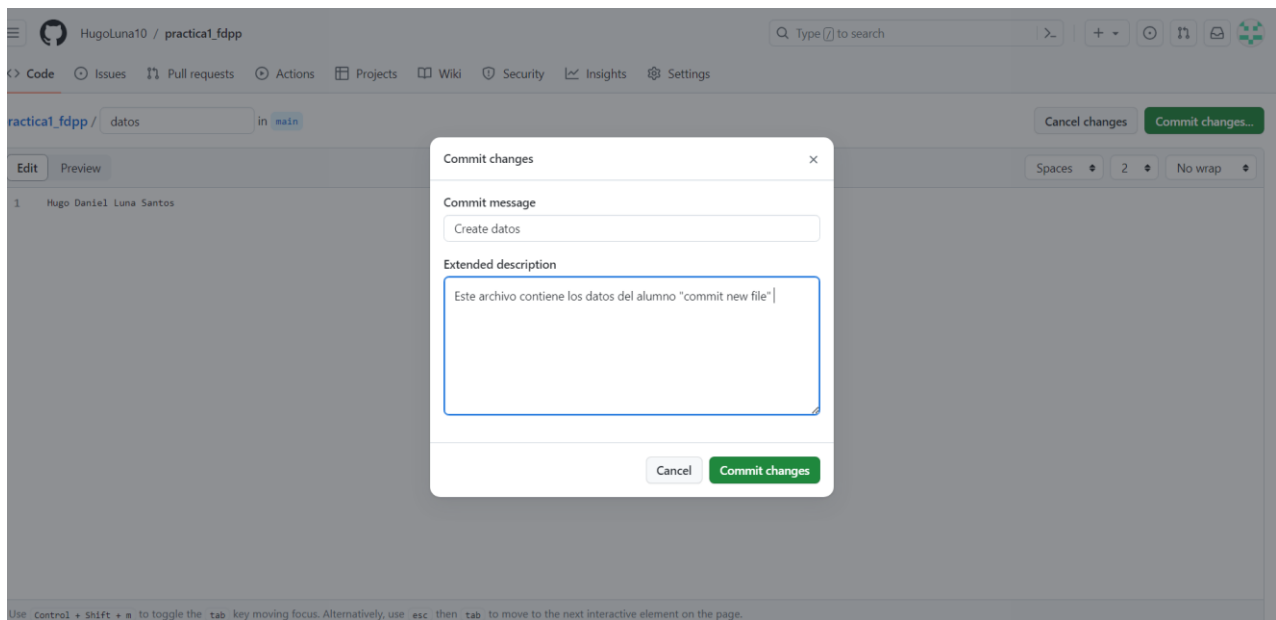 HugoLuna10 / practica1_fdpp
Type / to search
Code Issues Pull requests Actions Projects Wiki Security Insights Settings
ractica1_fdpp / datos in main
Cancel changes Commit changes...
Edit Preview
Spaces 2 No wrap
1 Hugo Daniel Luna Santos
Commit changes
Commit message
Create datos
Extended description
Este archivo contiene los datos del alumno "commit new file"
Cancel Commit changes
Use Control + Shift + m to toggle the tab key moving focus. Alternatively, use esc then tab to move to the next interactive element on the page.